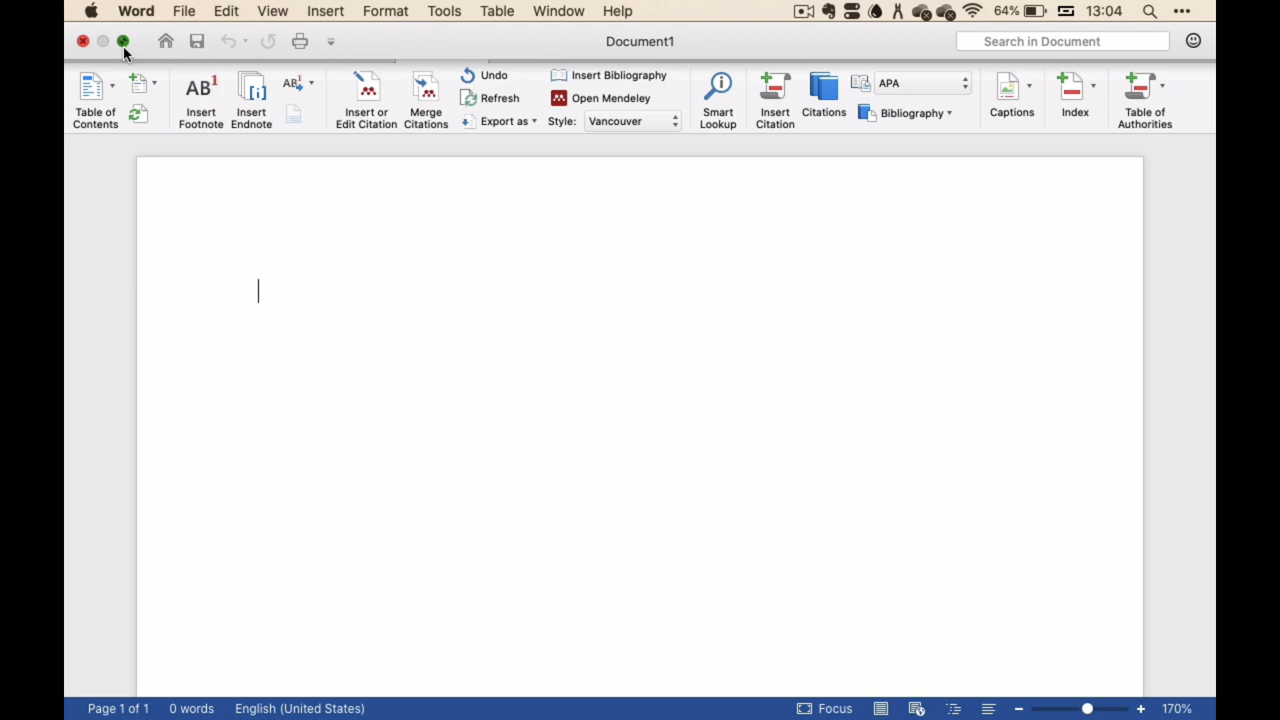 Word File Edit View Insert Format Tools Table Window Help 64% 13:04
Document1 Search in Document
Table of Contents
AB1 Insert Footnote
[i] Insert Endnote
AB
Insert or Edit Citation
Merge Citations
Undo
Refresh
Export as
Insert Bibliography
Open Mendeley
Style: Vancouver
Smart Lookup
Insert Citation
Citations
APA
Bibliography
Captions
Index
Table of Authorities
Page 1 of 1 0 words English (United States) Focus 170%